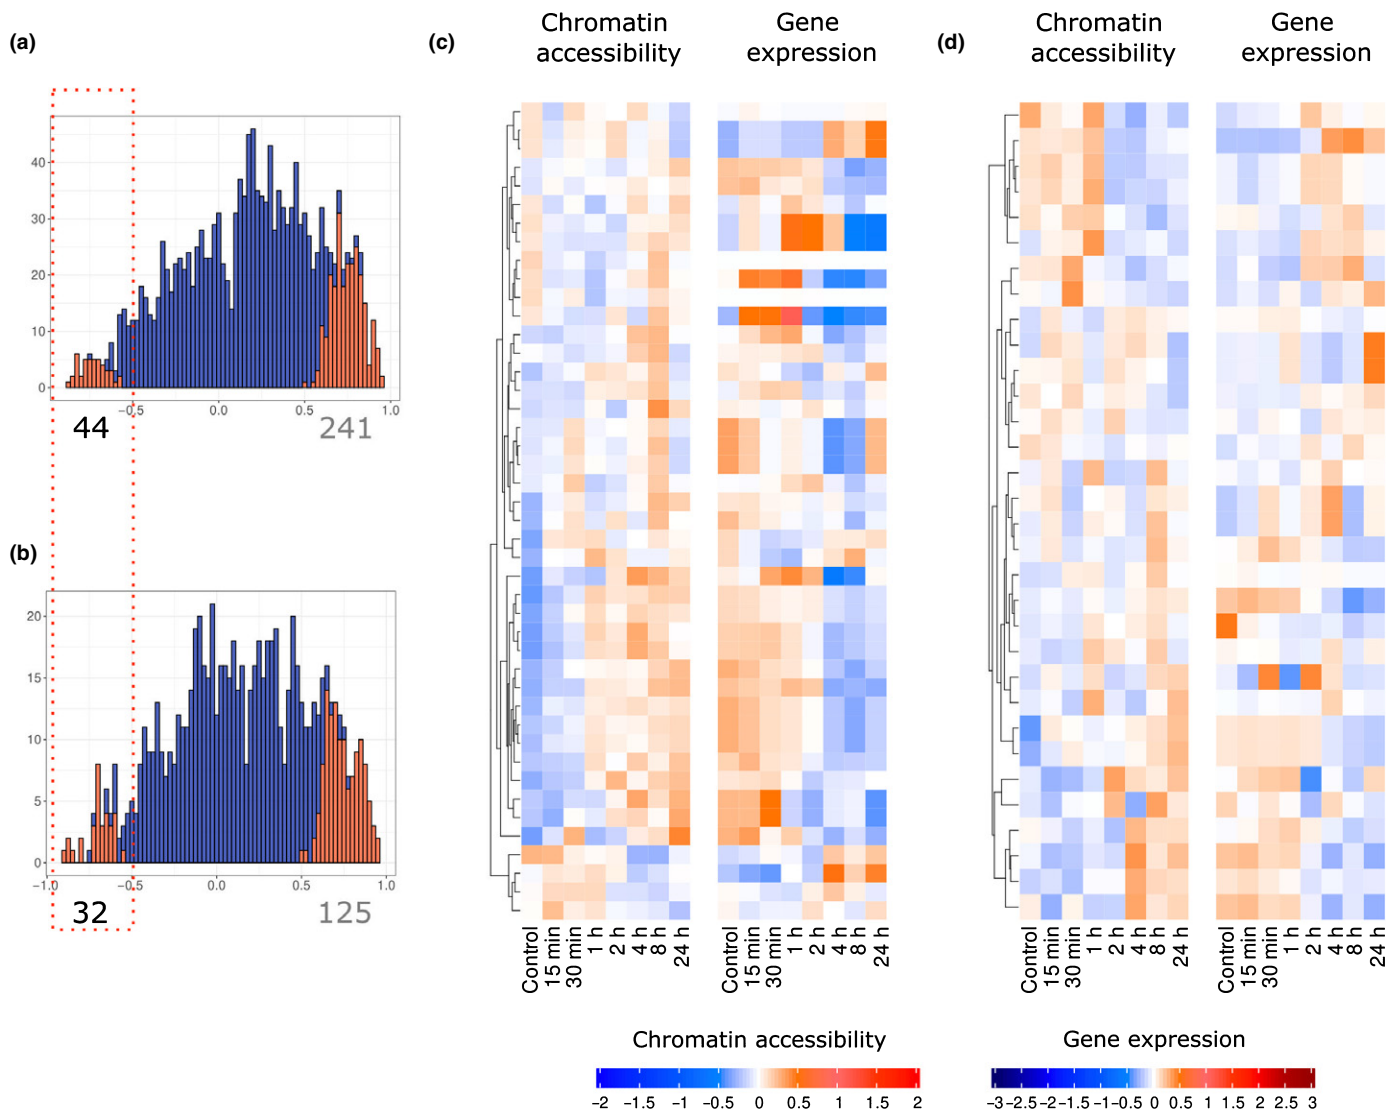 (a)
(c)
Chromatin
accessibility
Gene
expression
(d)
Chromatin
accessibility
Gene
expression
40
30
20
10
0
−0.5
0.0
0.5
1.0
44
241
(b)
20
15
10
5
0
−1.0
−0.5
0.0
0.5
1.0
32
125
Control
15 min
30 min
1 h
2 h
4 h
8 h
24 h
Control
15 min
30 min
1 h
2 h
4 h
8 h
24 h
Control
15 min
30 min
1 h
2 h
4 h
8 h
24 h
Control
15 min
30 min
1 h
2 h
4 h
8 h
24 h
Chromatin accessibility
−2 −1.5 −1 −0.5 0 0.5 1 1.5 2
Gene expression
−3 −2.5 −2 −1.5 −1 −0.5 0 0.5 1 1.5 2 2.5 3